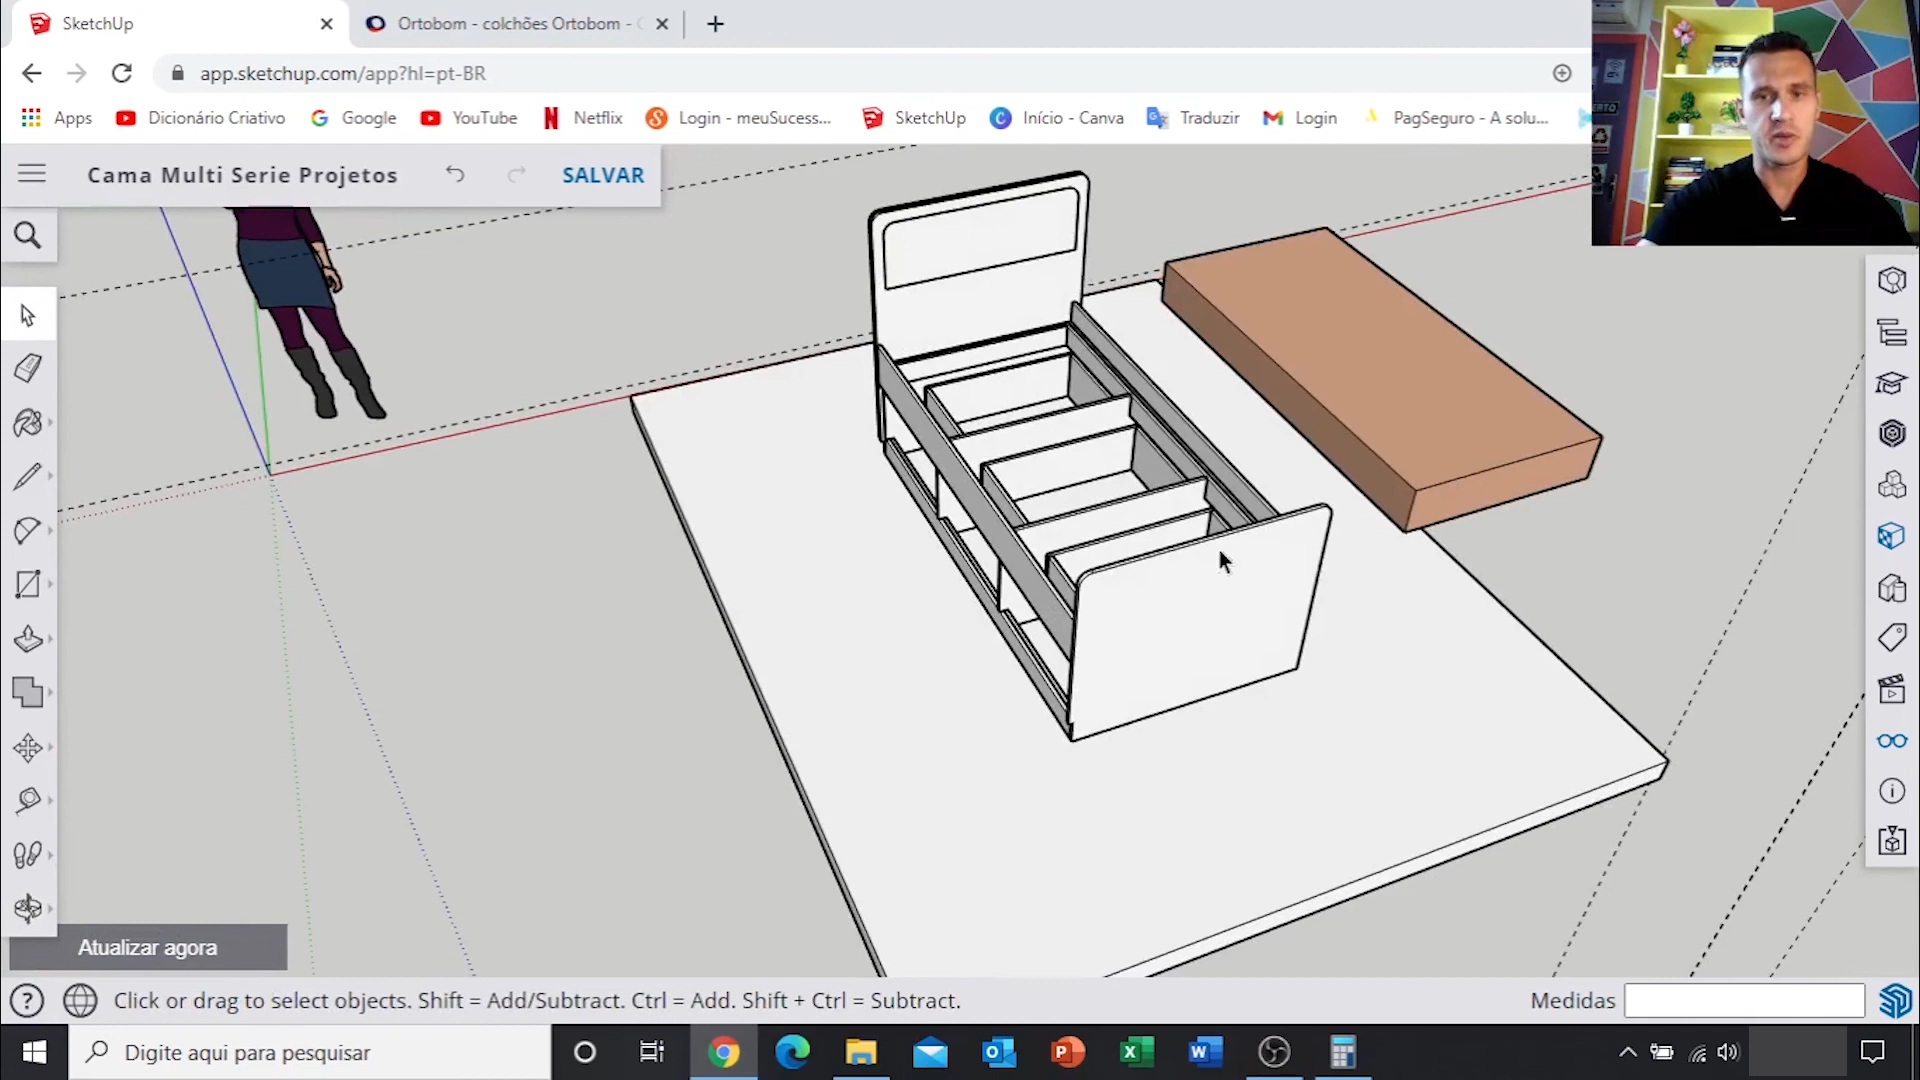 SketchUp
Ortobom - colchões Ortobom -
app.sketchup.com/app?hl=pt-BR
Apps Dicionário Criativo Google YouTube Netflix Login - meuSucess... SketchUp Início - Canva Traduzir Login PagSeguro - A solu...
Cama Multi Serie Projetos SALVAR
Atualizar agora
Click or drag to select objects. Shift = Add/Subtract. Ctrl = Add. Shift + Ctrl = Subtract.
Medidas
Digite aqui para pesquisar